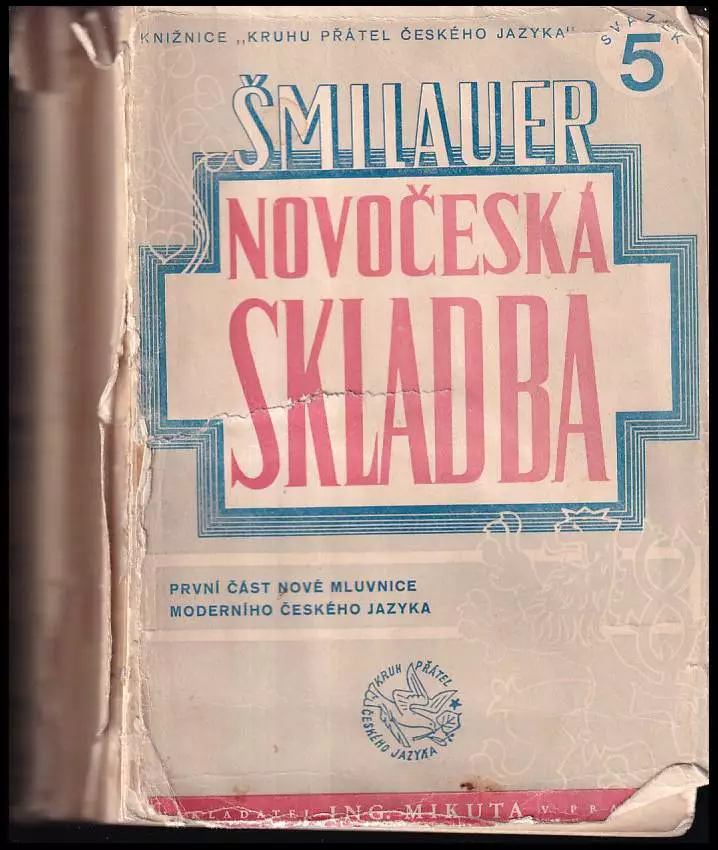 KNIŽNICE „KRUHU PŘÁTEL ČESKÉHO JAZYKA"
SVAZEK
5
ŠMILAUER
NOVOČESKÁ
SKLADBA
PRVNÍ ČÁST NOVÉ MLUVNICE
MODERNÍHO ČESKÉHO JAZYKA
KRUH PŘÁTEL
ČESKÉHO JAZYKA
ING. MIKUTA V